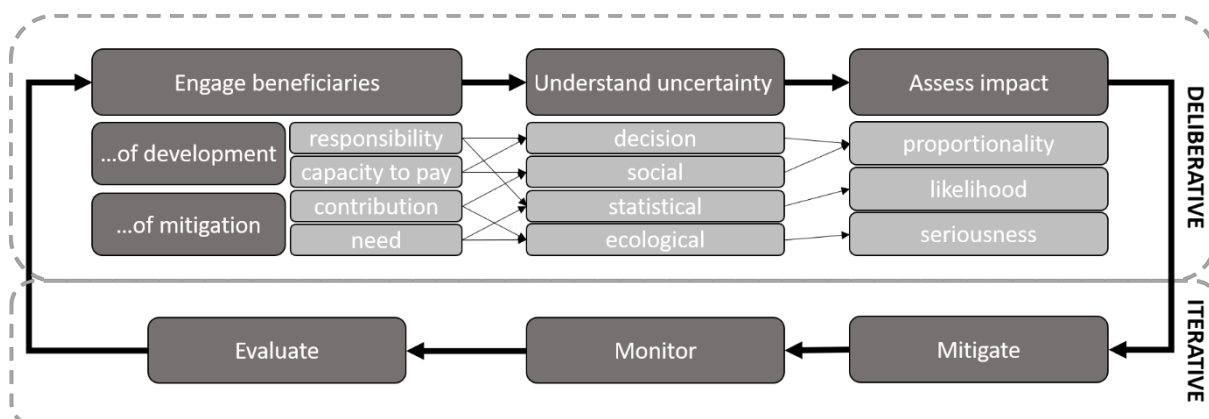 Engage beneficiaries
Understand uncertainty
Assess impact
...of development
responsibility
capacity to pay
...of mitigation
contribution
need
decision
social
statistical
ecological
proportionality
likelihood
seriousness
DELIBERATIVE
Evaluate
Monitor
Mitigate
ITERATIVE